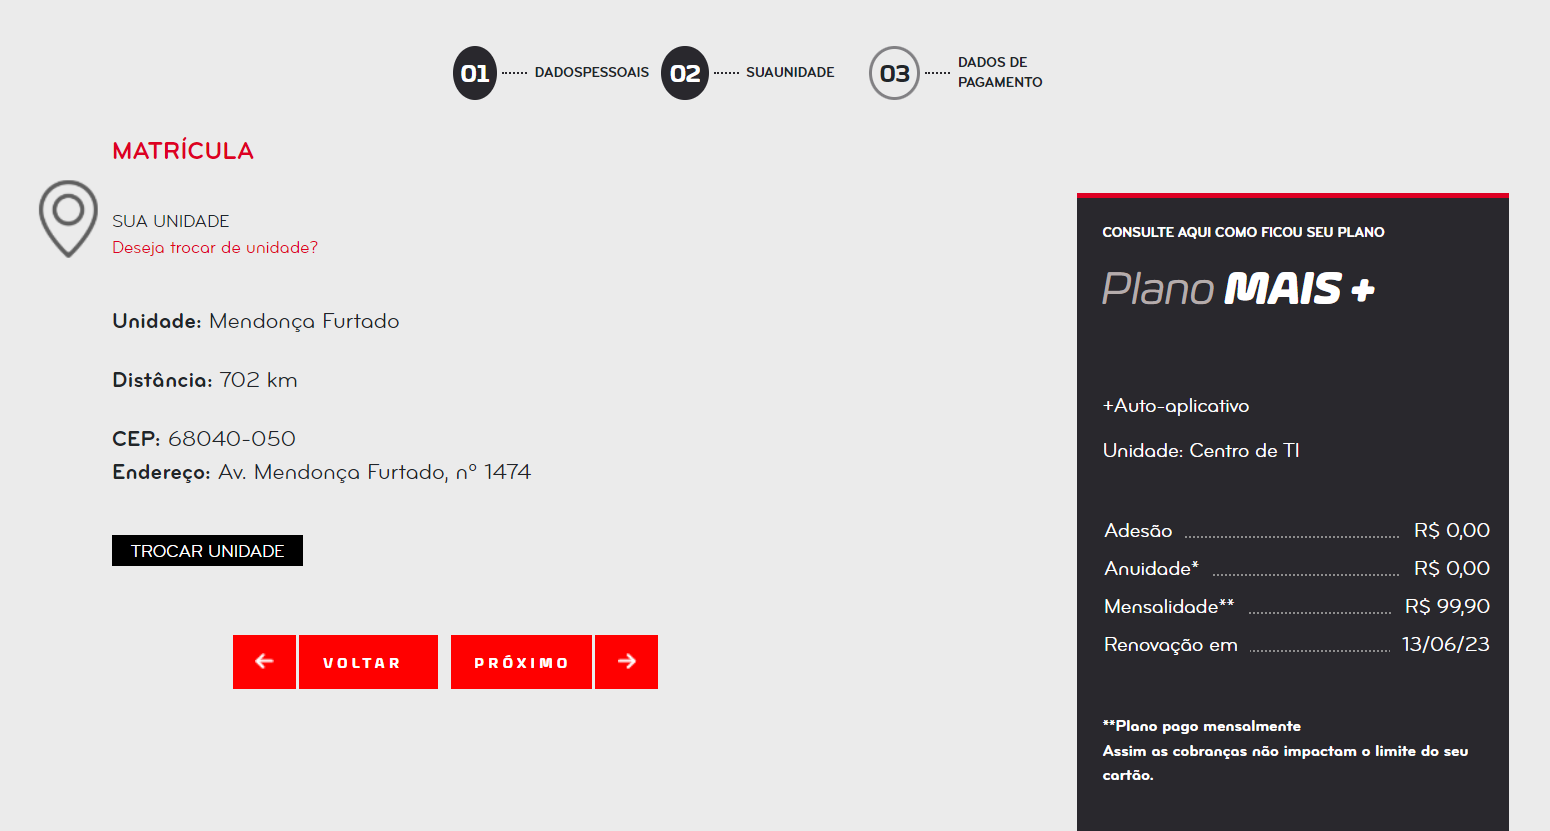 01 DADOSPESSOAIS 02 SUAUNIDADE 03 DADOS DE
PAGAMENTO
MATRÍCULA
SUA UNIDADE
Deseja trocar de unidade?
Unidade: Mendonça Furtado
Distância: 702 km
CEP: 68040-050
Endereço: Av. Mendonça Furtado, nº 1474
TROCAR UNIDADE
VOLTAR
PRÓXIMO
CONSULTE AQUI COMO FICOU SEU PLANO
Plano MAIS +
+Auto-aplicativo
Unidade: Centro de TI
Adesão R$ 0,00
Anuidade* R$ 0,00
Mensalidade** R$ 99,90
Renovação em 13/06/23
**Plano pago mensalmente
Assim as cobranças não impactam o limite do seu
cartão.